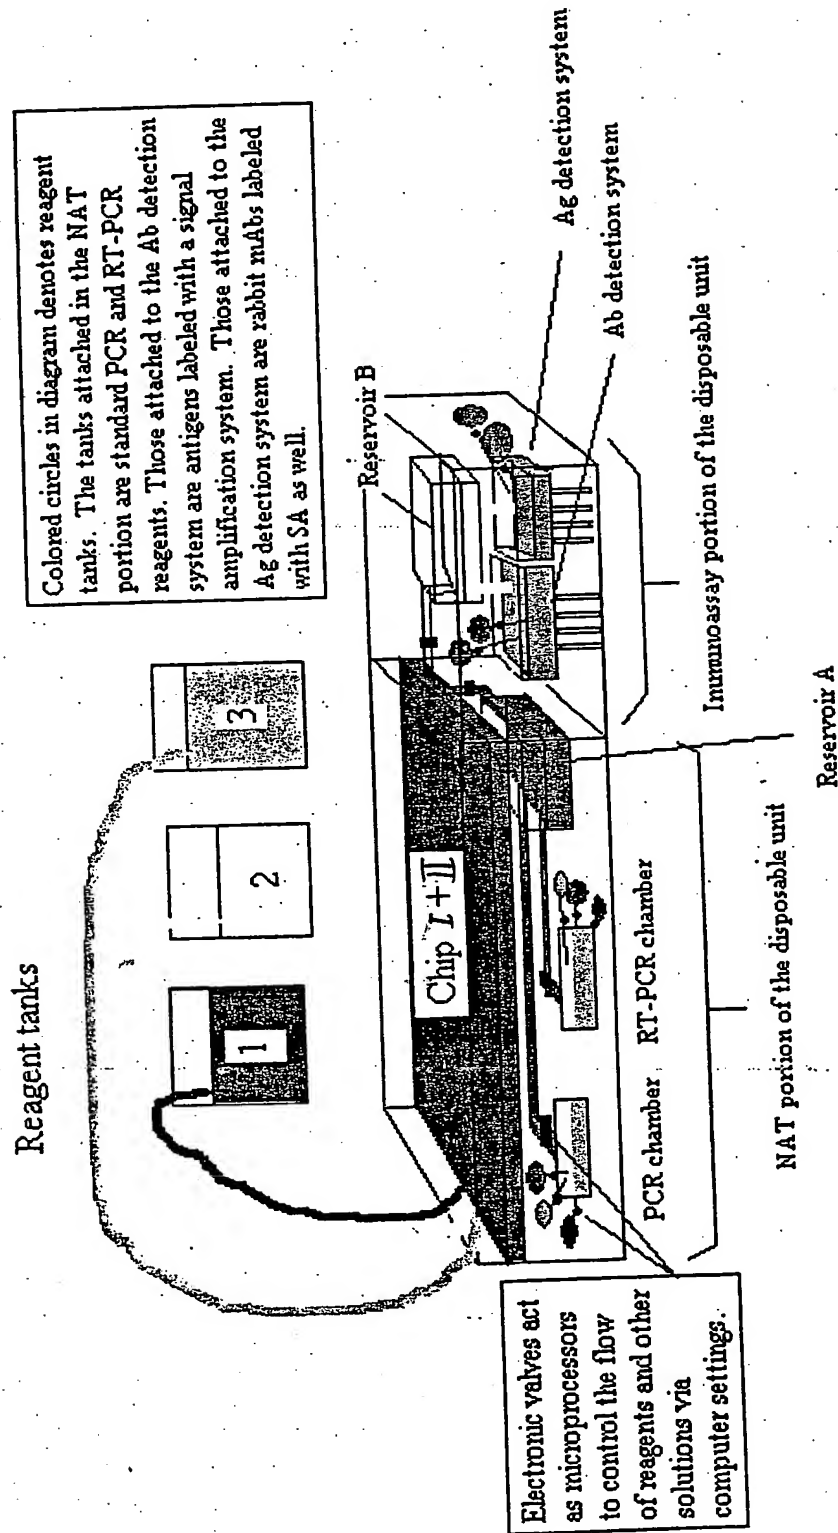 Reagent tanks
Colored circles in diagram denotes reagent
tanks. The tanks attached in the NAT
portion are standard PCR and RT-PCR
reagents. Those attached to the Ab detection
system are antigens labeled with a signal
amplification system. Those attached to the
Ag detection system are rabbit mAbs labeled
with SA as well.
1
2
3
Chip I + II
Reservoir B
Ag detection system
Ab detection system
Electronic valves act
as microprocessors
to control the flow
of reagents and other
solutions via
computer settings.
PCR chamber
RT-PCR chamber
NAT portion of the disposable unit
Immunoassay portion of the disposable unit
Reservoir A